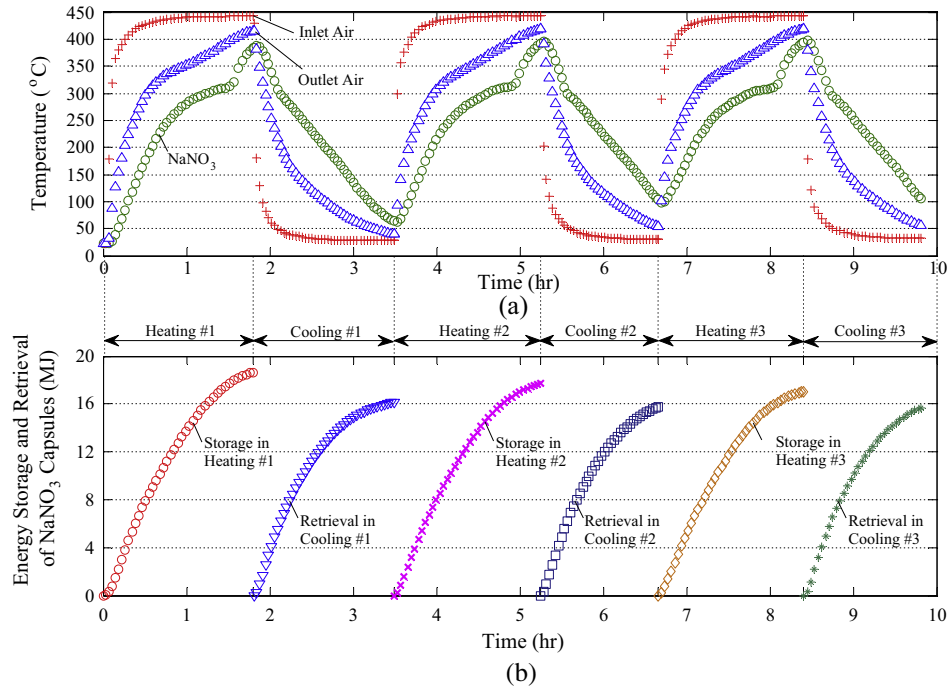 450
400
350
300
250
200
150
100
50
0
Temperature ( °C)
Inlet Air
Outlet Air
NaNO3
0 1 2 3 4 5 6 7 8 9 10
Time (hr)
(a)
Heating #1 Cooling #1 Heating #2 Cooling #2 Heating #3 Cooling #3
20
16
12
8
4
0
Energy Storage and Retrieval
of NaNO3 Capsules (MJ)
Storage in
Heating #1
Retrieval in
Cooling #1
Storage in
Heating #2
Retrieval in
Cooling #2
Storage in
Heating #3
Retrieval in
Cooling #3
0 1 2 3 4 5 6 7 8 9 10
Time (hr)
(b)